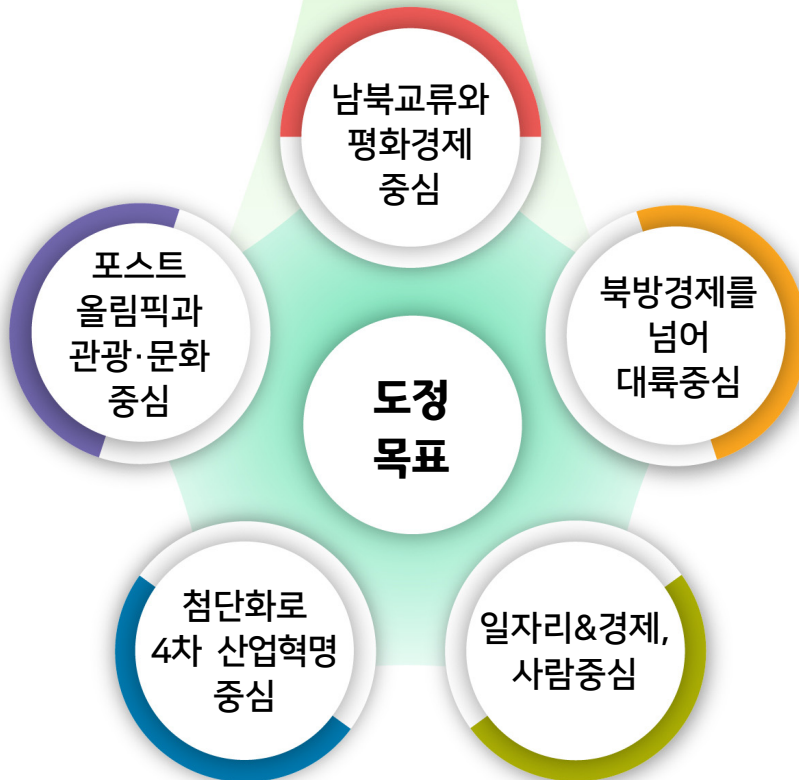 남북교류와
평화경제
중심
포스트
올림픽과
관광·문화
중심
북방경제를
넘어
대륙중심
도정
목표
첨단화로
4차 산업혁명
중심
일자리&경제,
사람중심